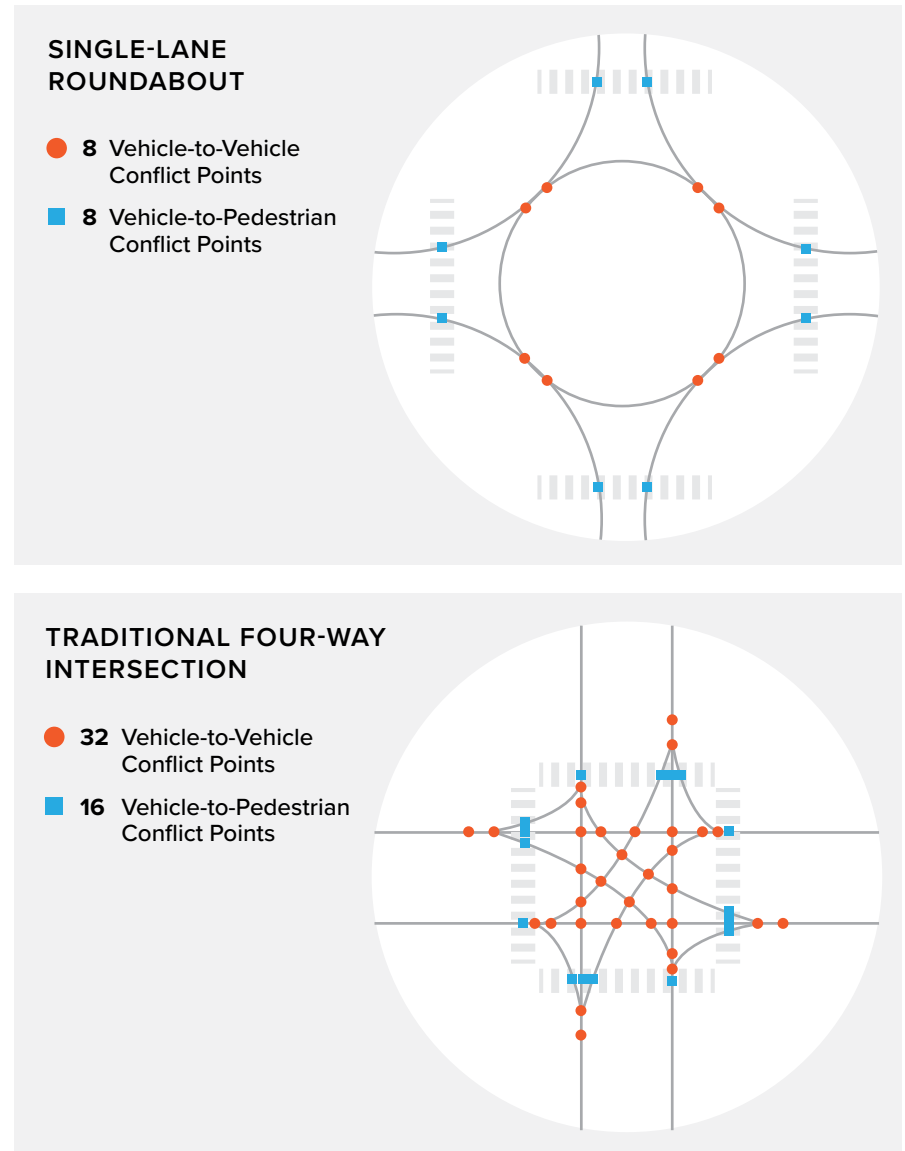 SINGLE-LANE
ROUNDABOUT
8 Vehicle-to-Vehicle
Conflict Points
8 Vehicle-to-Pedestrian
Conflict Points
TRADITIONAL FOUR-WAY
INTERSECTION
32 Vehicle-to-Vehicle
Conflict Points
16 Vehicle-to-Pedestrian
Conflict Points